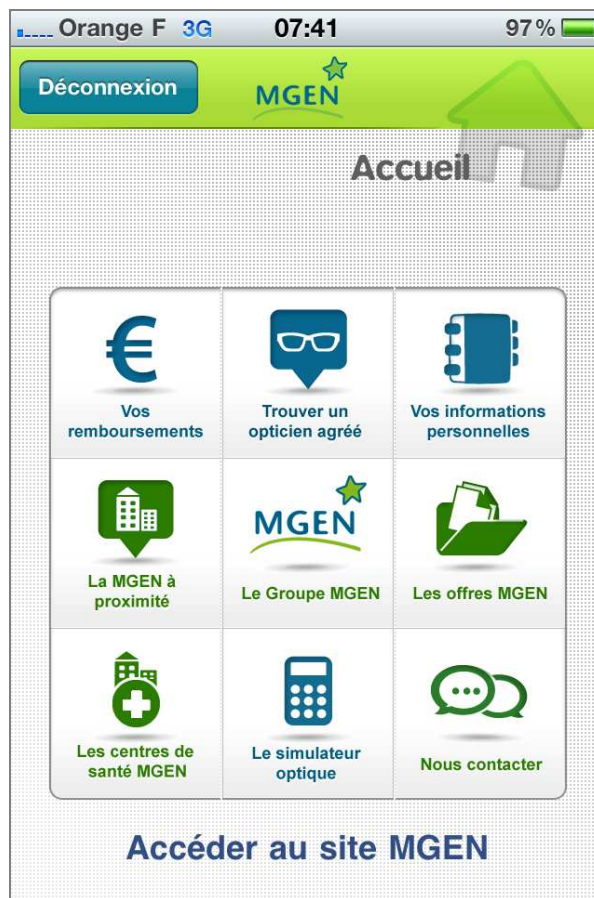 Orange F 3G 07:41 97 %
Déconnexion MGEN
Accueil
€
Vos
remboursements
Trouver un
opticien agréé
Vos informations
personnelles
La MGEN à
proximité
MGEN
Le Groupe MGEN
Les offres MGEN
Les centres de
santé MGEN
Le simulateur
optique
Nous contacter
Accéder au site MGEN